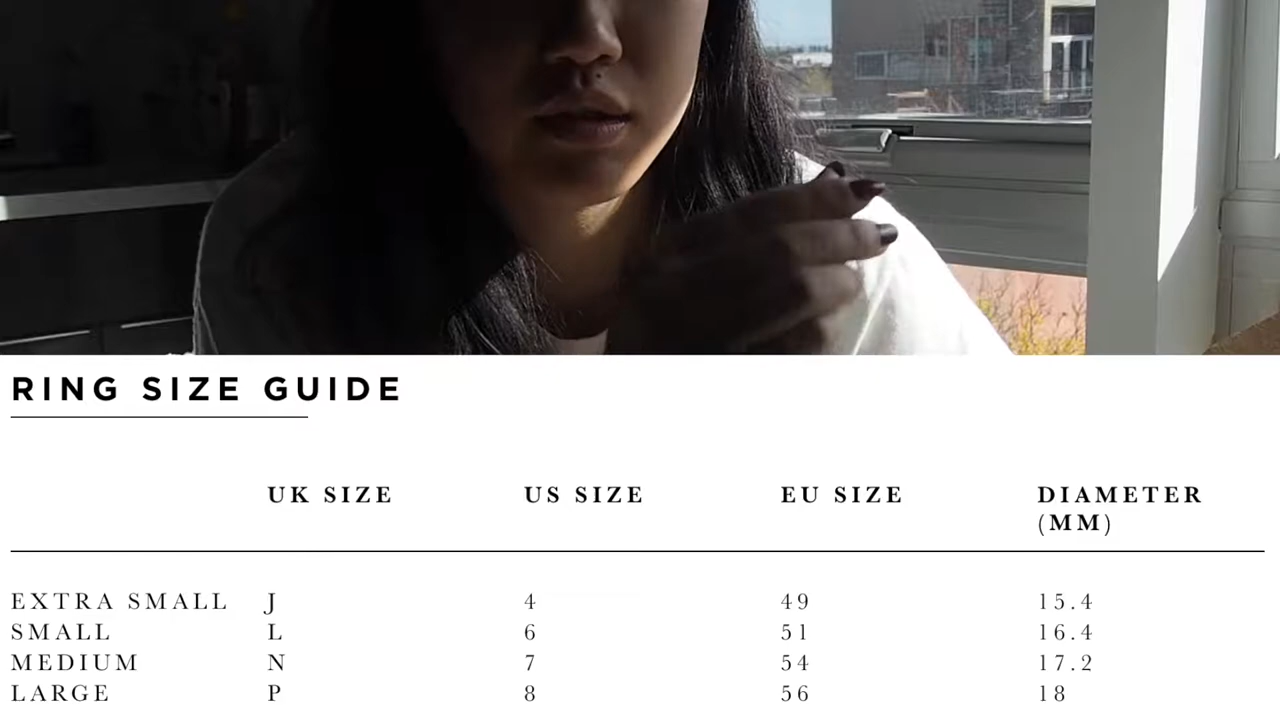 RING SIZE GUIDE
UK SIZE US SIZE EU SIZE DIAMETER
(MM)
EXTRA SMALL J 4 49 15.4
SMALL L 6 51 16.4
MEDIUM N 7 54 17.2
LARGE P 8 56 18